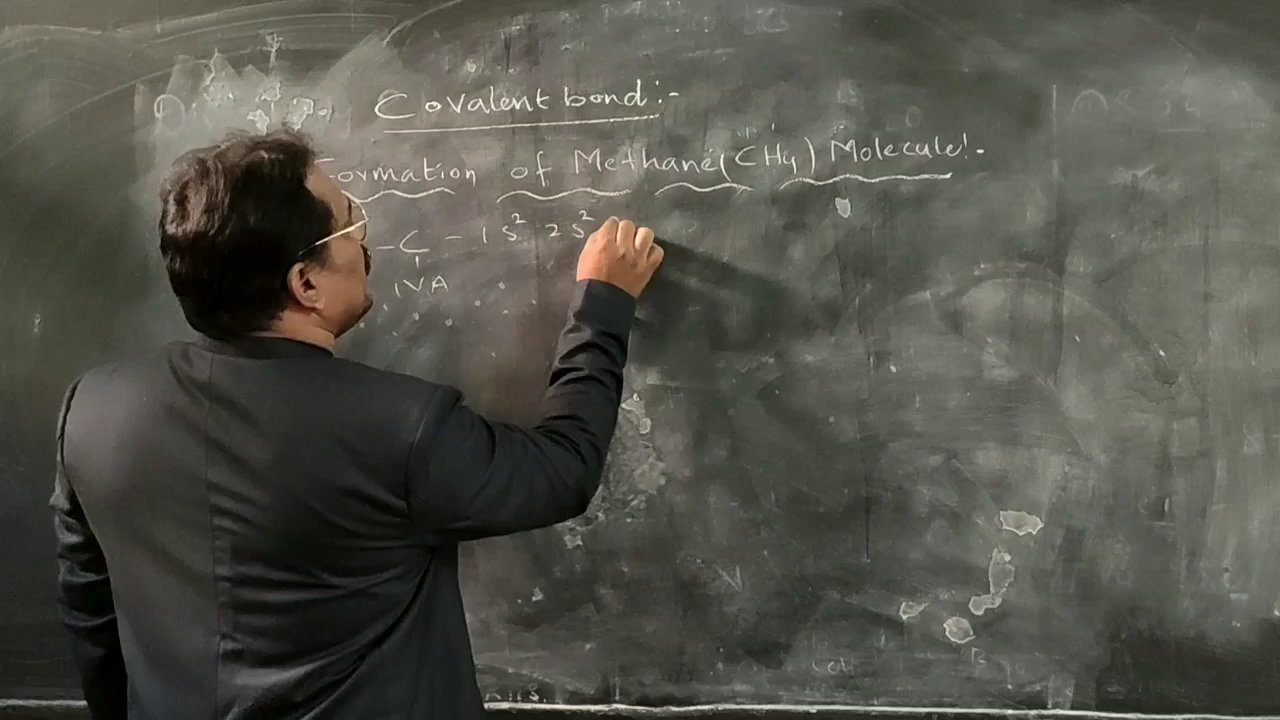 Covalent bond:-
Formation of Methane (CH4) Molecule:-
-C - 1s² 2s²
IVA